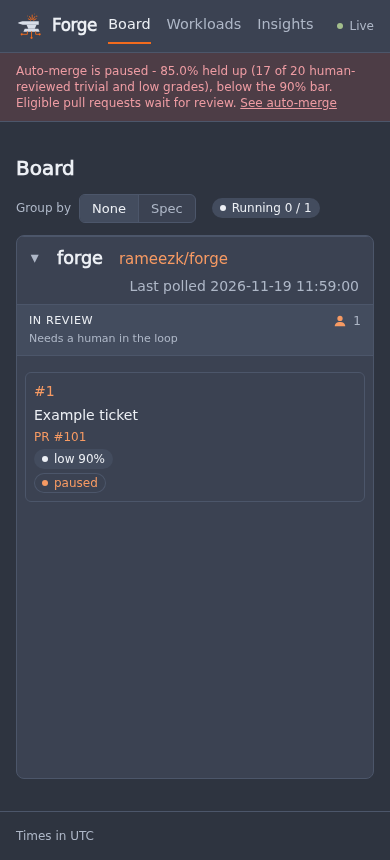 Forge Board Workloads Insights Live
Auto-merge is paused - 85.0% held up (17 of 20 human-
reviewed trivial and low grades), below the 90% bar.
Eligible pull requests wait for review. See auto-merge
Board
Group by None Spec Running 0 / 1
▼ forge rameezk/forge
Last polled 2026-11-19 11:59:00
IN REVIEW 1
Needs a human in the loop
#1
Example ticket
PR #101
low 90%
paused
Times in UTC